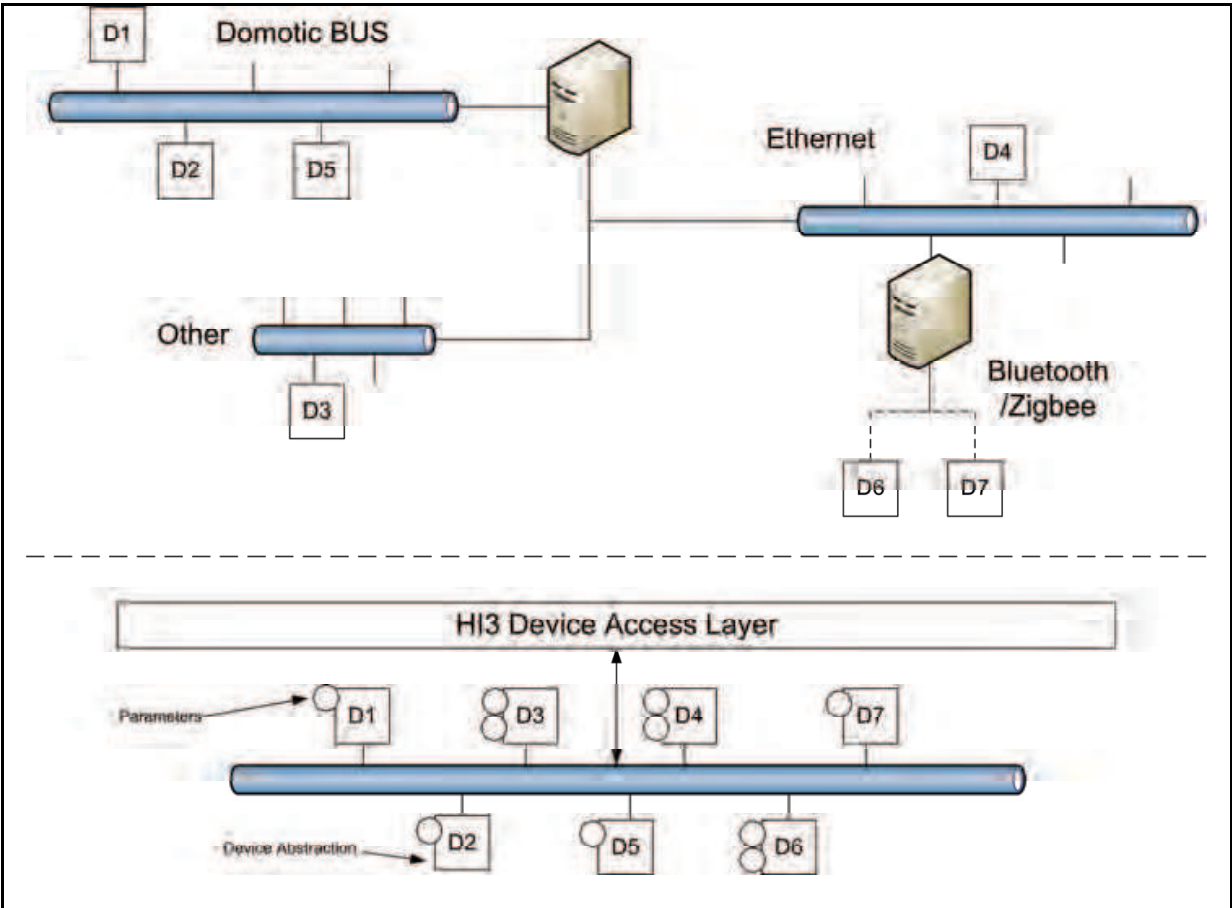 D1
Domotic BUS
D2
D5
Ethernet
D4
Other
D3
Bluetooth
/Zigbee
D6
D7
HI3 Device Access Layer
Parameters
D1
D3
D4
D7
Device Abstraction
D2
D5
D6